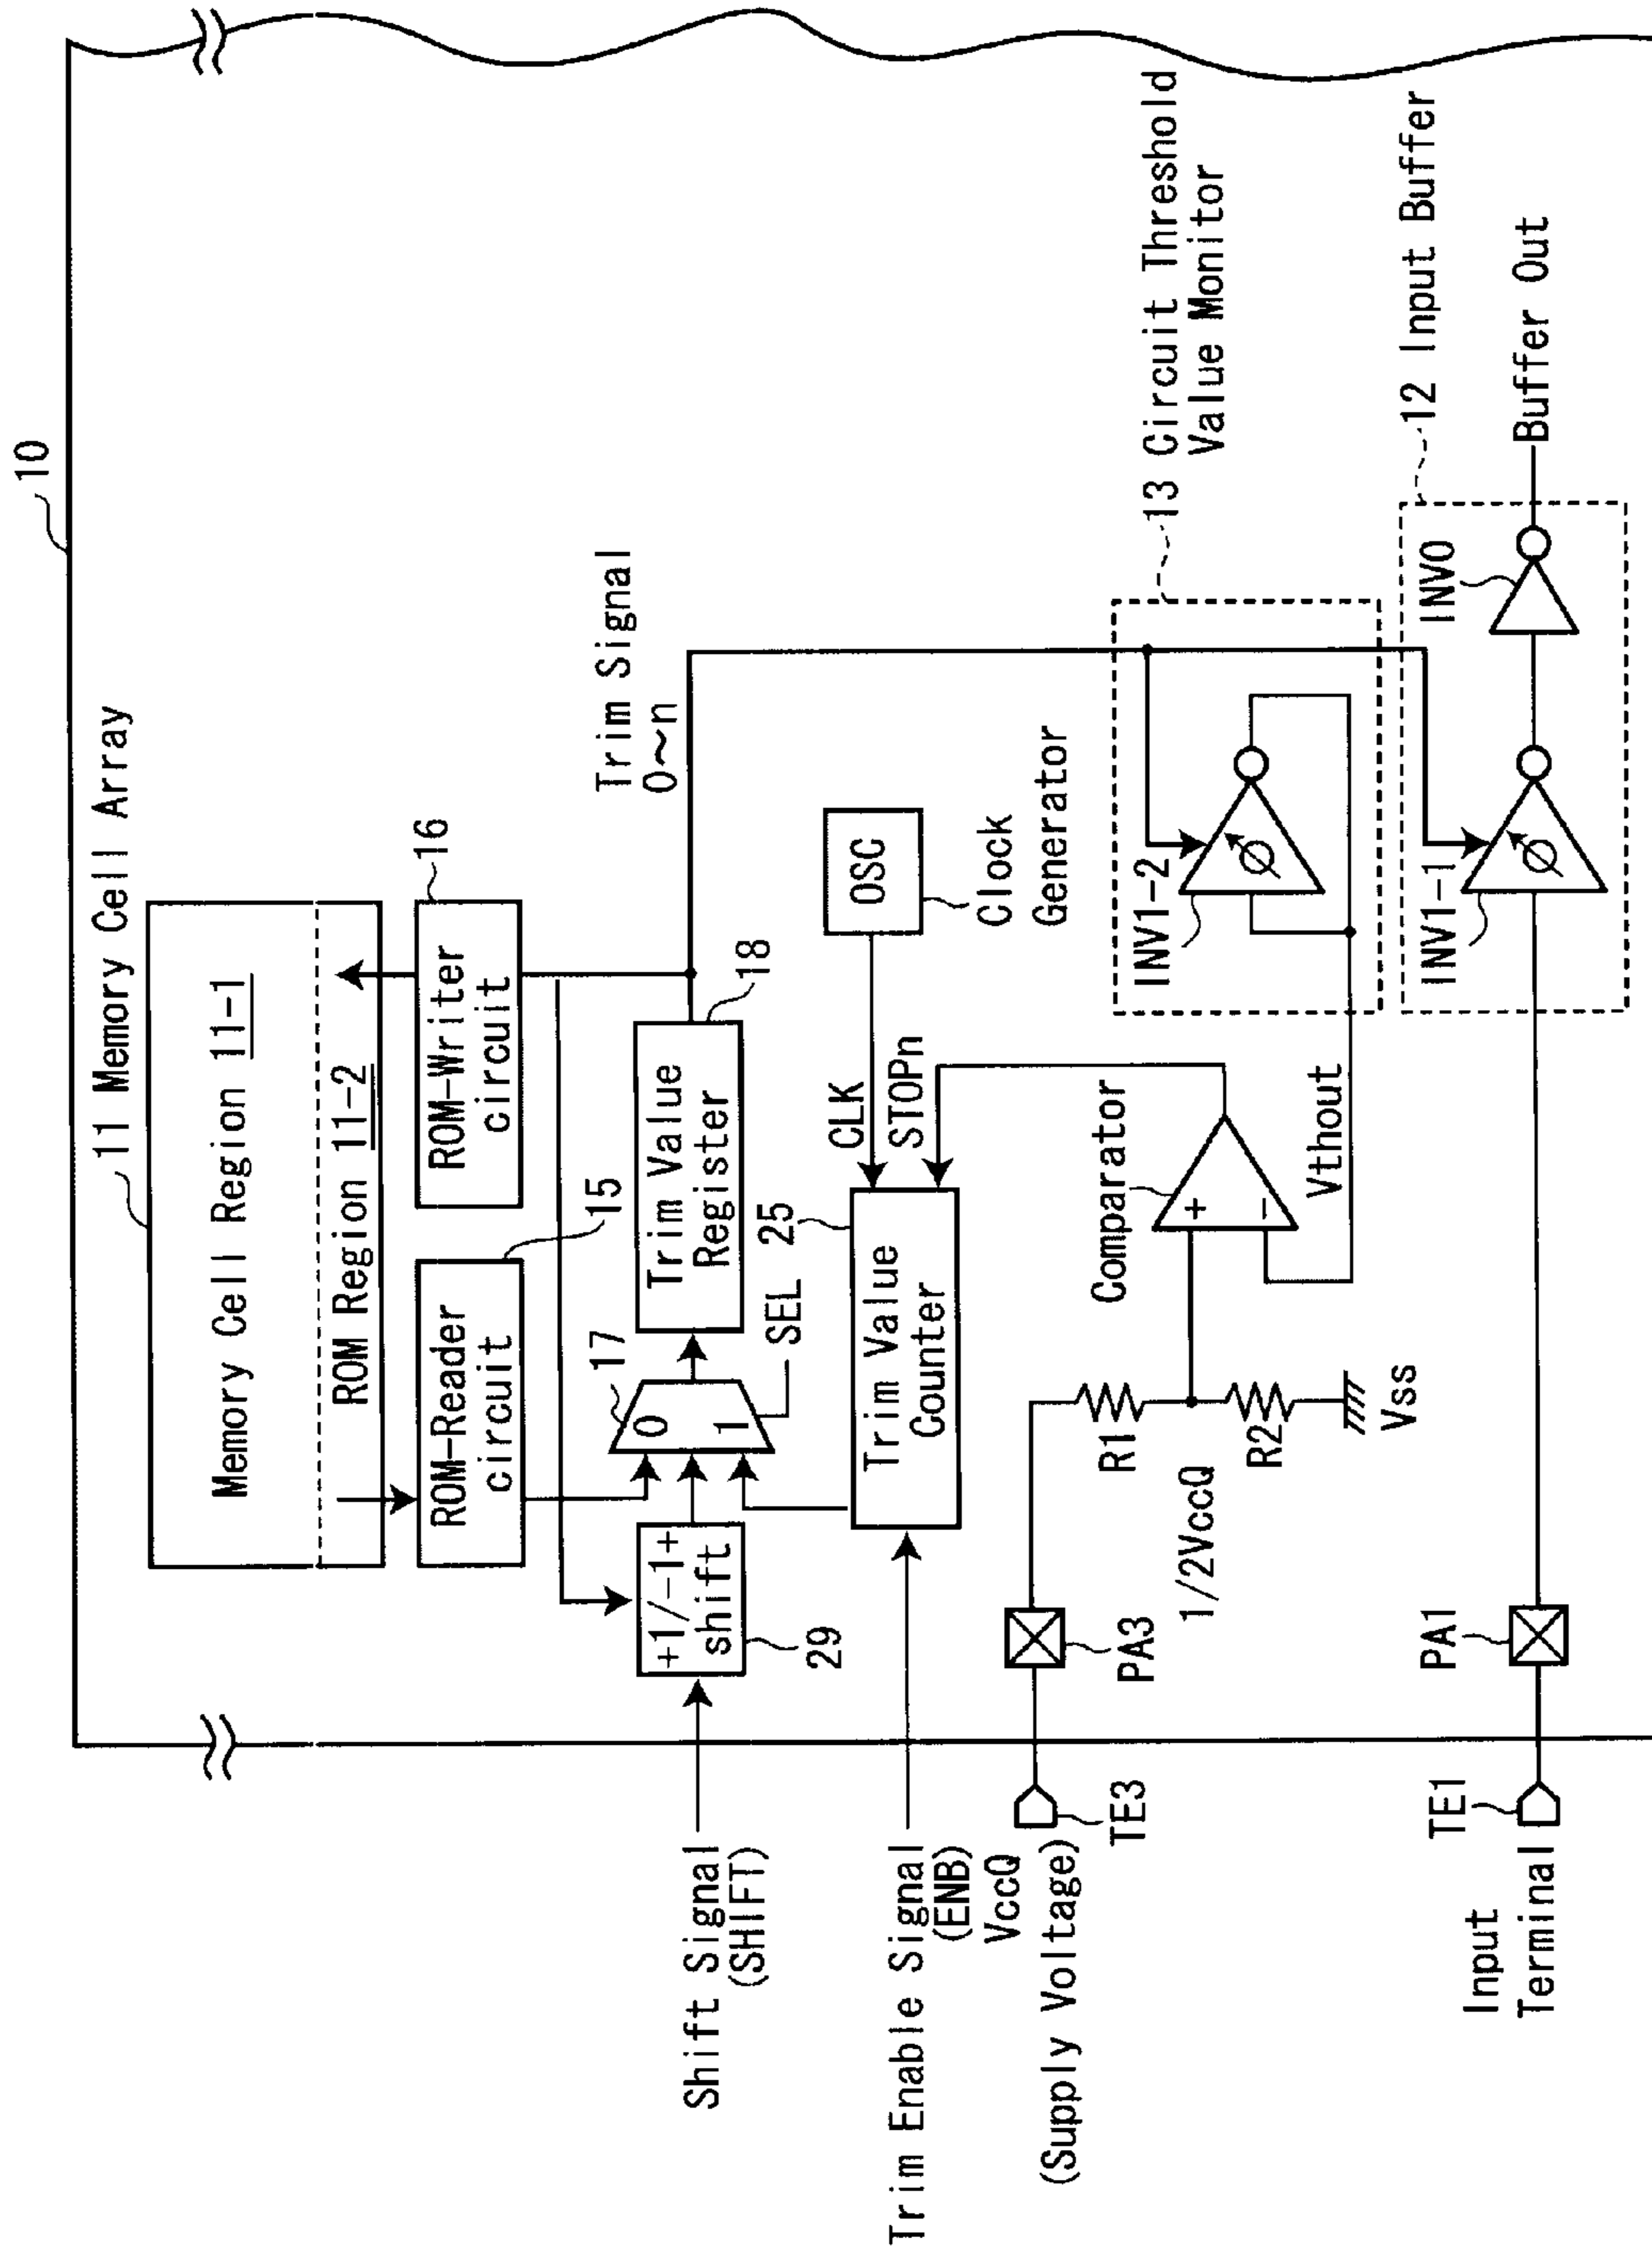 10
11 Memory Cell Array
Memory Cell Region 11-1
ROM Region 11-2
ROM-Reader
circuit
15
ROM-Writer
circuit
16
Shift Signal
(SHIFT)
+1/-1+
shift
29
17
0
1
SEL
Trim Value
Register
18
Trim Signal
0~n
Trim Enable Signal
(ENB)
Trim Value
Counter
25
CLK
STOPn
OSC
Clock
Generator
VccQ
(Supply Voltage)
TE3
PA3
R1
1/2VccQ
R2
Vss
Comparator
+
-
Vthout
INV1-2
13 Circuit Threshold
Value Monitor
Input
Terminal
TE1
PA1
INV1-1
INV0
12 Input Buffer
Buffer Out